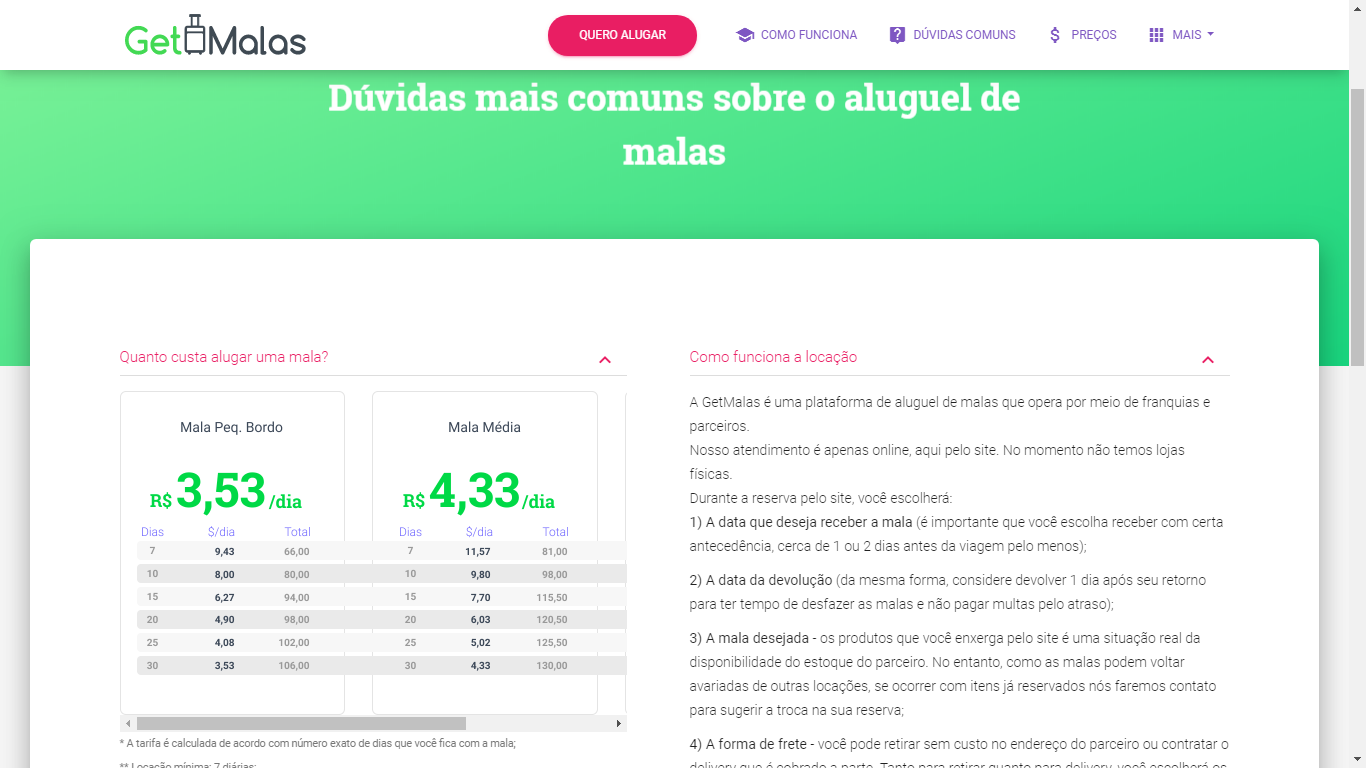 GetMalas
QUERO ALUGAR
COMO FUNCIONA
DÚVIDAS COMUNS
PREÇOS
MAIS
Dúvidas mais comuns sobre o aluguel de
malas
Quanto custa alugar uma mala?
Mala Peq. Bordo
R$ 3,53 /dia
Dias $/dia Total
7 9,43 66,00
10 8,00 80,00
15 6,27 94,00
20 4,90 98,00
25 4,08 102,00
30 3,53 106,00
Mala Média
R$ 4,33 /dia
Dias $/dia Total
7 11,57 81,00
10 9,80 98,00
15 7,70 115,50
20 6,03 120,50
25 5,02 125,50
30 4,33 130,00
* A tarifa é calculada de acordo com número exato de dias que você fica com a mala;
** Locação mínima: 7 diárias;
Como funciona a locação
A GetMalas é uma plataforma de aluguel de malas que opera por meio de franquias e
parceiros.
Nosso atendimento é apenas online, aqui pelo site. No momento não temos lojas
físicas.
Durante a reserva pelo site, você escolherá:
1) A data que deseja receber a mala (é importante que você escolha receber com certa
antecedência, cerca de 1 ou 2 dias antes da viagem pelo menos);
2) A data da devolução (da mesma forma, considere devolver 1 dia após seu retorno
para ter tempo de desfazer as malas e não pagar multas pelo atraso);
3) A mala desejada - os produtos que você enxerga pelo site é uma situação real da
disponibilidade do estoque do parceiro. No entanto, como as malas podem voltar
avariadas de outras locações, se ocorrer com itens já reservados nós faremos contato
para sugerir a troca na sua reserva;
4) A forma de frete - você pode retirar sem custo no endereço do parceiro ou contratar o
delivery que é cobrado a parte. Tanto para retirar quanto para delivery, você escolherá os